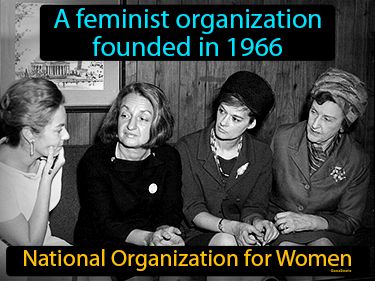 A feminist organization
founded in 1966
National Organization for Women